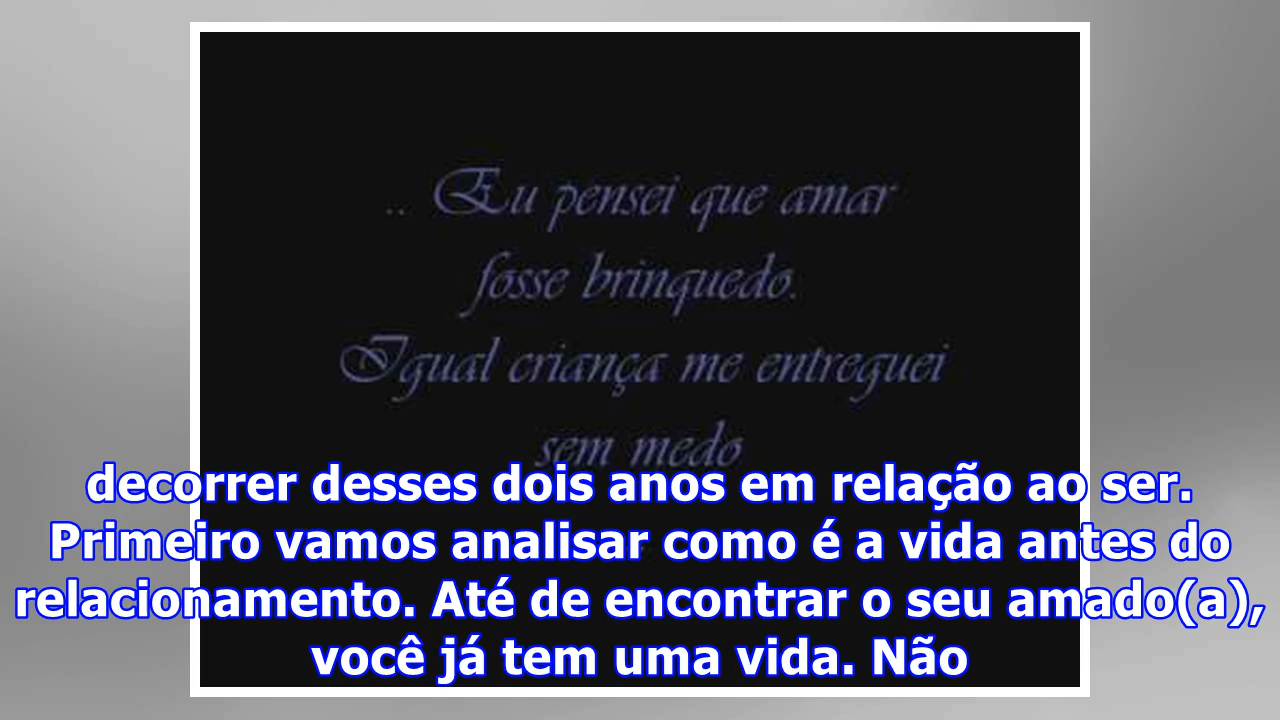 .. Eu pensei que amar
fosse brinquedo.
Igual criança me entreguei
sem medo
decorrer desses dois anos em relação ao ser.
Primeiro vamos analisar como é a vida antes do
relacionamento. Até de encontrar o seu amado(a),
você já tem uma vida. Não